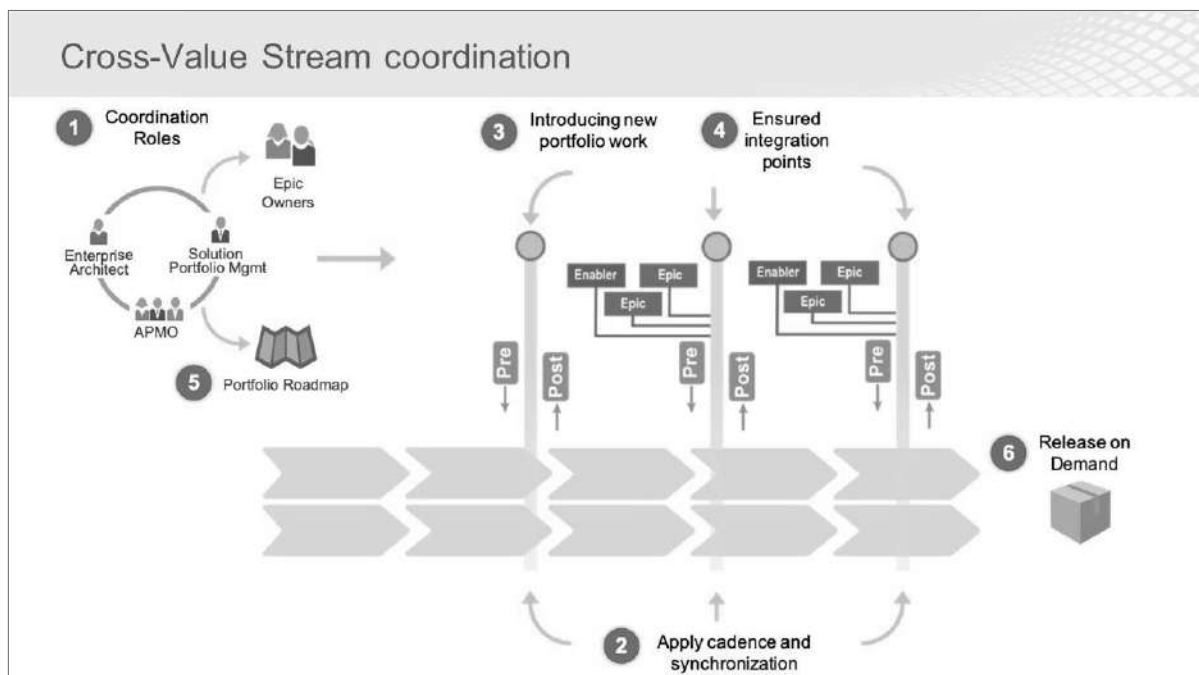 Cross-Value Stream coordination
1
Coordination
Roles
Epic
Owners
Enterprise
Architect
Solution
Portfolio Mgmt
APMO
5
Portfolio Roadmap
3
Introducing new
portfolio work
4
Ensured
integration
points
Enabler
Epic
Epic
Enabler
Epic
Epic
Pre
Post
Pre
Post
Pre
Post
6
Release on
Demand
2
Apply cadence and
synchronization